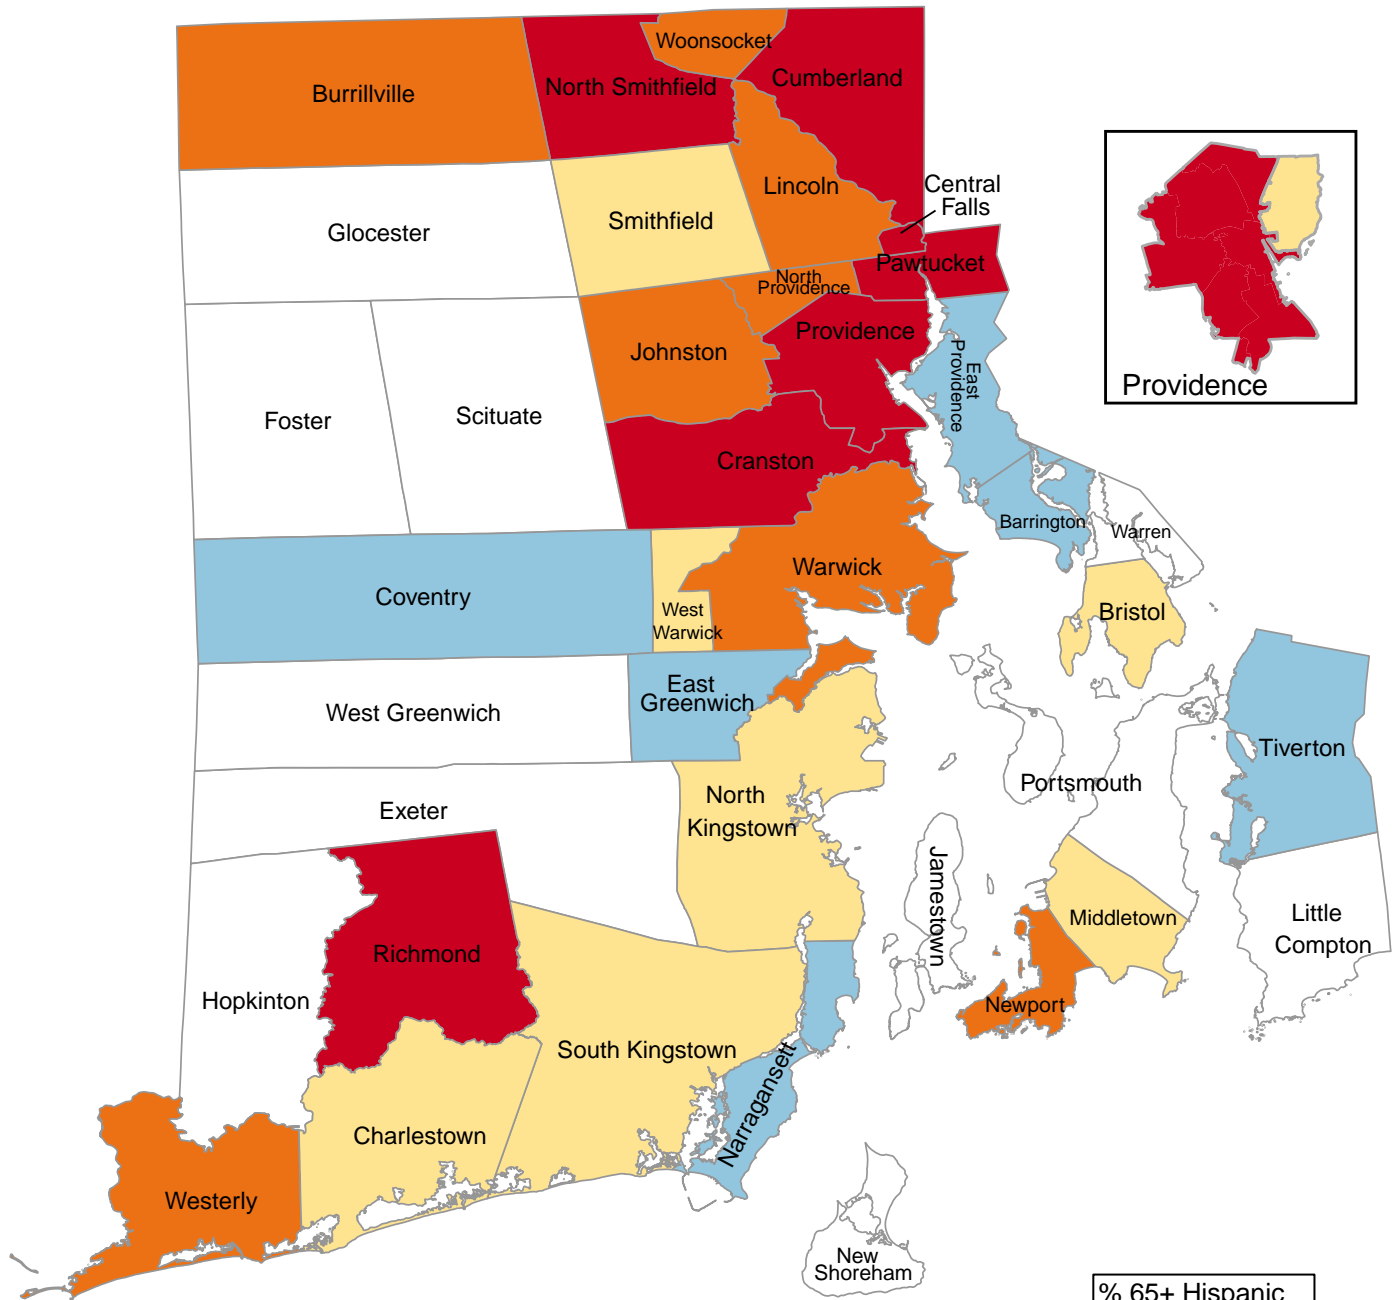 Woonsocket
Burrillville
North Smithfield
Cumberland
Central
Falls
Lincoln
Smithfield
Glocester
Pawtucket
North
Providence
Providence
Johnston
East
Providence
Providence
Foster
Scituate
Cranston
Barrington
Warren
Warwick
Coventry
West
Warwick
Bristol
East
Greenwich
West Greenwich
Tiverton
Portsmouth
North
Kingstown
Exeter
Jamestown
Middletown
Little
Compton
Richmond
Hopkinton
Newport
South Kingstown
Narragansett
Charlestown
Westerly
New
Shoreham
% 65+ Hispanic